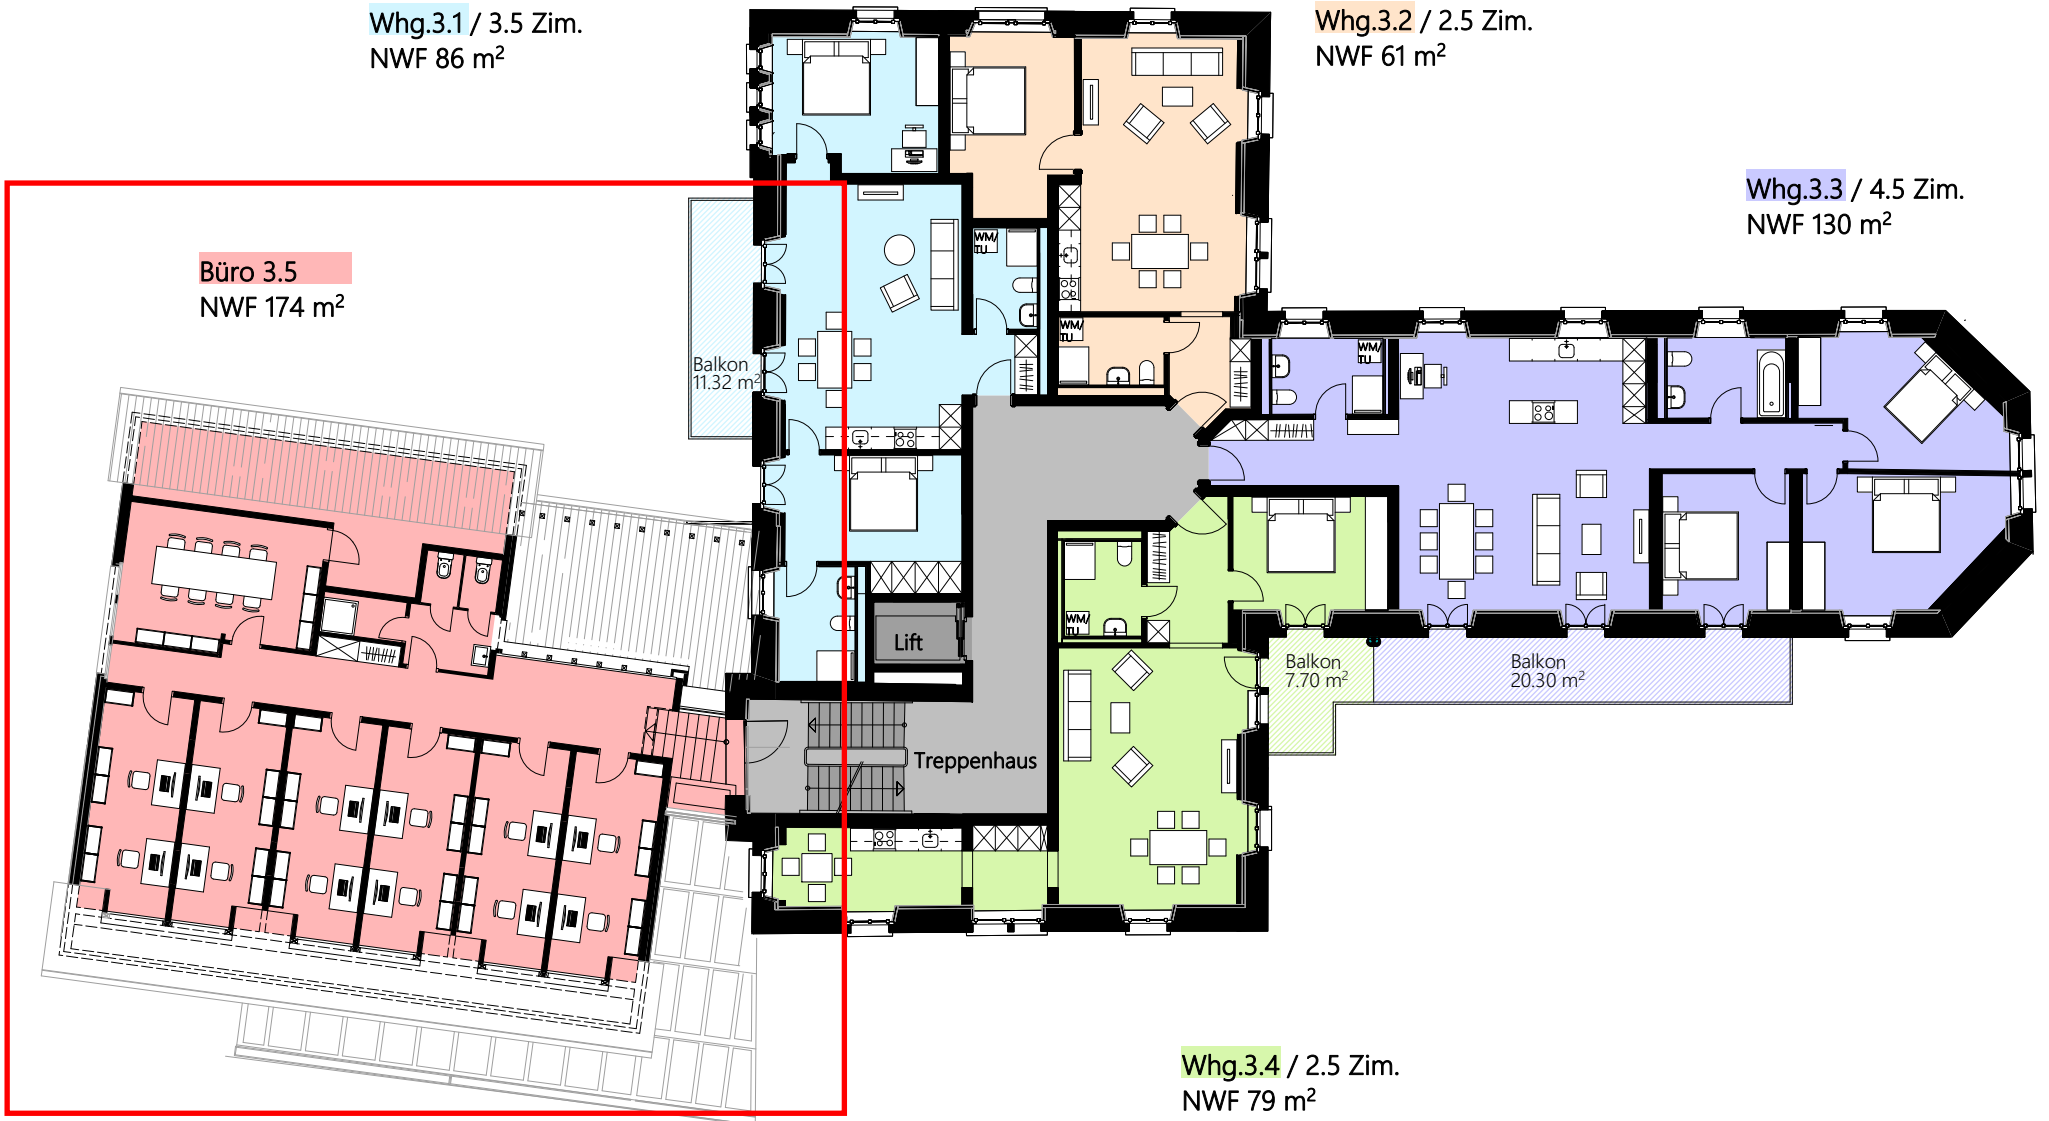 Whg.3.1 / 3.5 Zim.
NWF 86 m²
Whg.3.2 / 2.5 Zim.
NWF 61 m²
Whg.3.3 / 4.5 Zim.
NWF 130 m²
Büro 3.5
NWF 174 m²
WM/
TU
WM/
TU
WM/
TU
Balkon
11.32 m²
WM/
TU
Lift
Balkon
7.70 m²
Balkon
20.30 m²
Treppenhaus
Whg.3.4 / 2.5 Zim.
NWF 79 m²